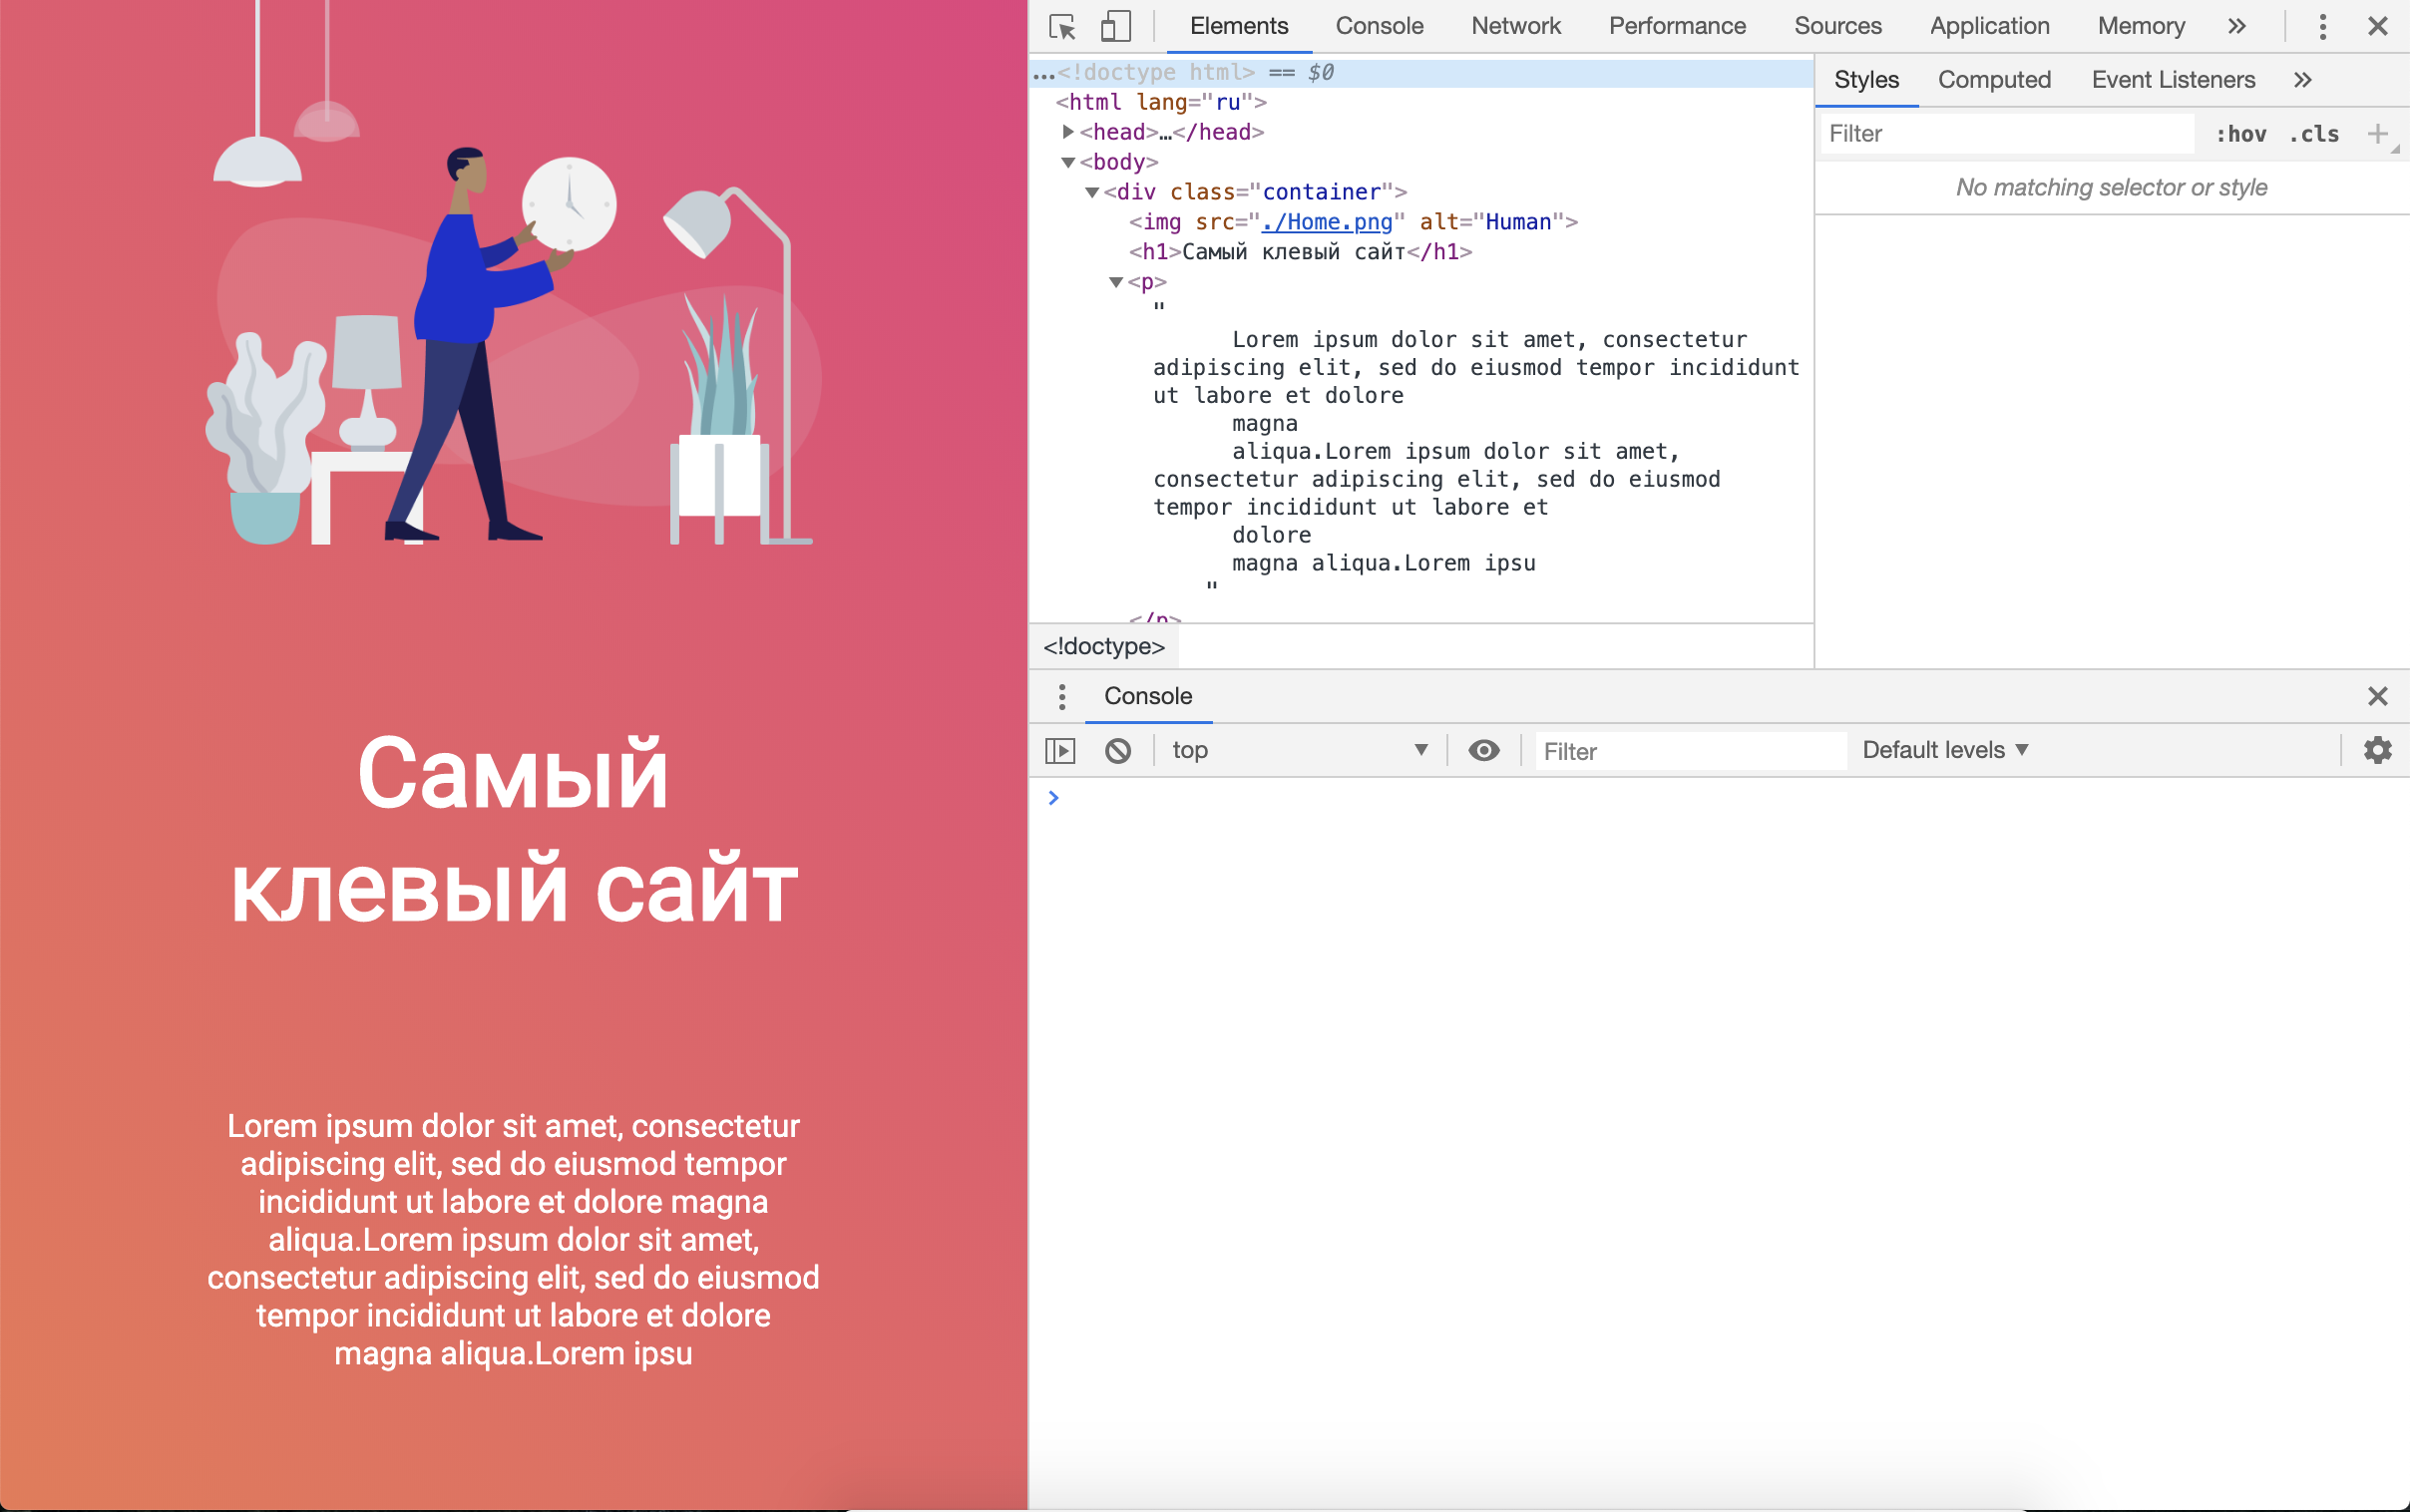 Самый
клевый сайт
Lorem ipsum dolor sit amet, consectetur
adipiscing elit, sed do eiusmod tempor
incididunt ut labore et dolore magna
aliqua.Lorem ipsum dolor sit amet,
consectetur adipiscing elit, sed do eiusmod
tempor incididunt ut labore et dolore
magna aliqua.Lorem ipsu
Elements Console Network Performance Sources Application Memory »
…<!doctype html> == $0
<html lang="ru">
<head>…</head>
<body>
<div class="container">
<img src="./Home.png" alt="Human">
<h1>Самый клевый сайт</h1>
<p>
"
Lorem ipsum dolor sit amet, consectetur
adipiscing elit, sed do eiusmod tempor incididunt
ut labore et dolore
magna
aliqua.Lorem ipsum dolor sit amet,
consectetur adipiscing elit, sed do eiusmod
tempor incididunt ut labore et
dolore
magna aliqua.Lorem ipsu
"
</p>
<!doctype>
Styles Computed Event Listeners »
Filter :hov .cls +
No matching selector or style
Console
top Filter Default levels